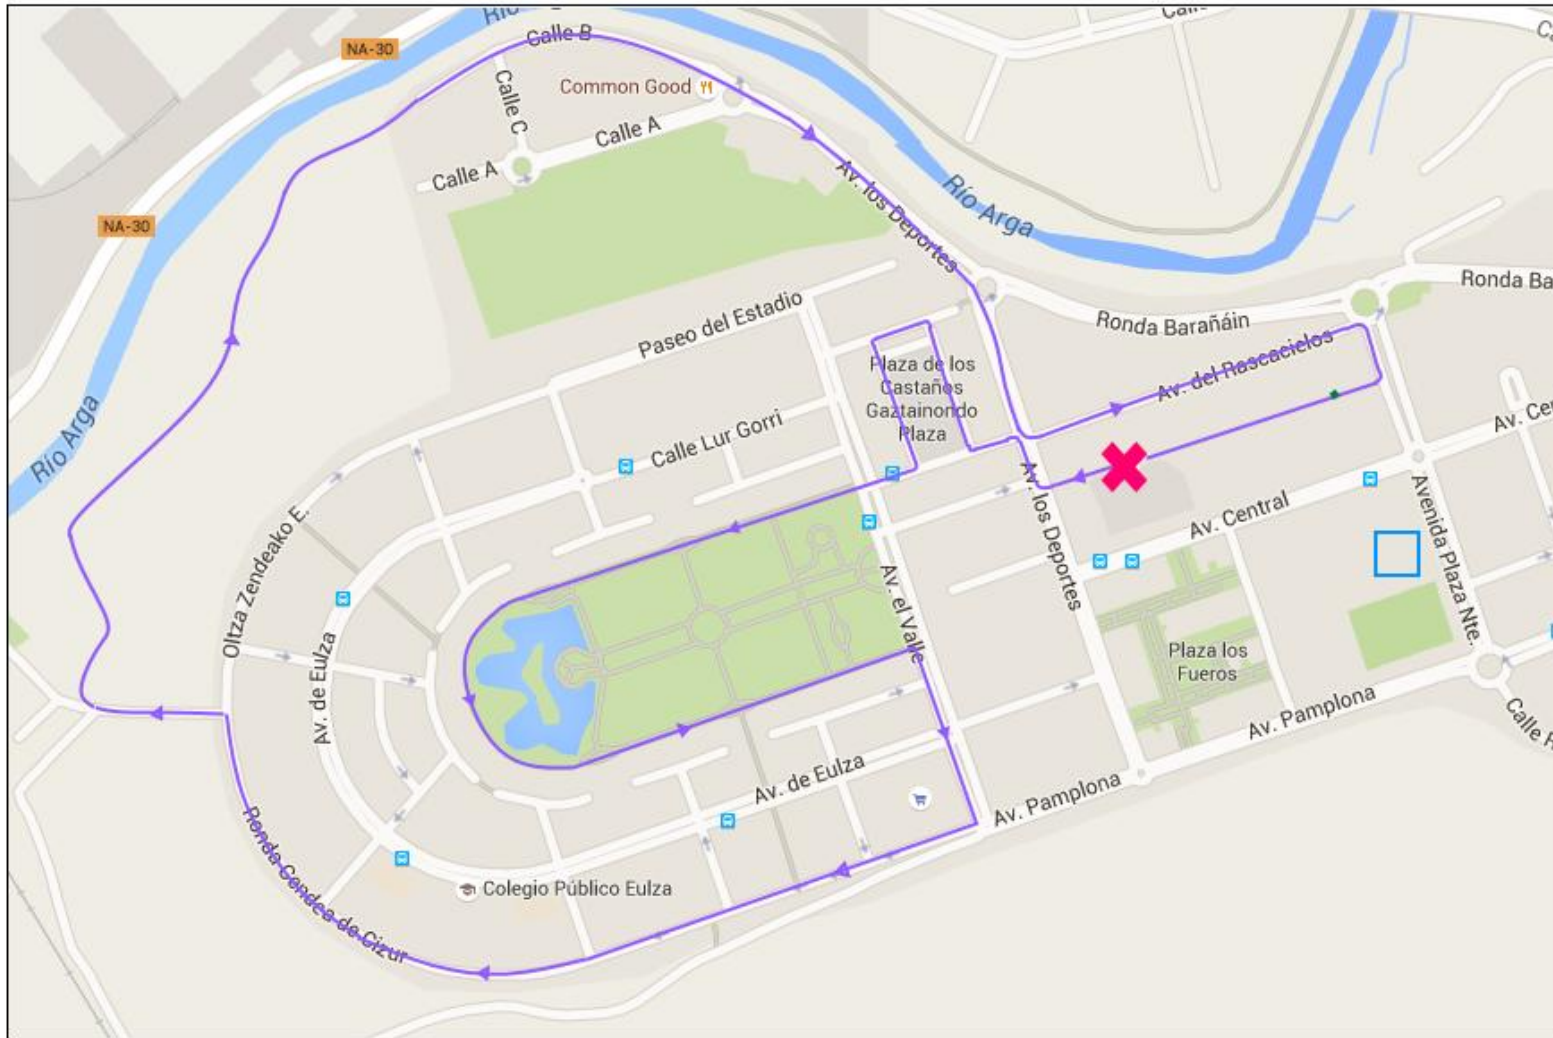 Río
Calle B
Call
NA-30
Common Good
Calle C
Calle A
Calle A
Av. los Deportes
Río Arga
NA-30
Ronda Ba
Ronda Barañáin
Paseo del Estadio
Av. del Rascacielos
Plaza de los
Castaños
Gaztainondo
Plaza
Río Arga
Calle Lur Gorri
Av. Ce
Av. los Deportes
Av. Central
Avenida Plaza Nte.
Oltza Zendeako E.
Av. de Eulza
Av. el Valle
Plaza los
Fueros
Av. Pamplona
Calle R
Av. de Eulza
Av. Pamplona
Ronda Cendea de Cizur
Colegio Público Eulza